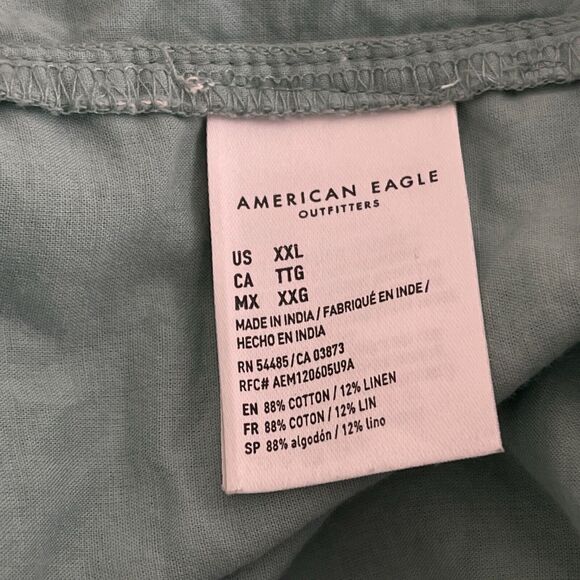 AMERICAN EAGLE
OUTFITTERS
US XXL
CA TTG
MX XXG
MADE IN INDIA / FABRIQUÉ EN INDE /
HECHO EN INDIA
RN 54485 / CA 03873
RFC# AEM120605U9A
EN 88% COTTON / 12% LINEN
FR 88% COTON / 12% LIN
SP 88% algodón / 12% lino